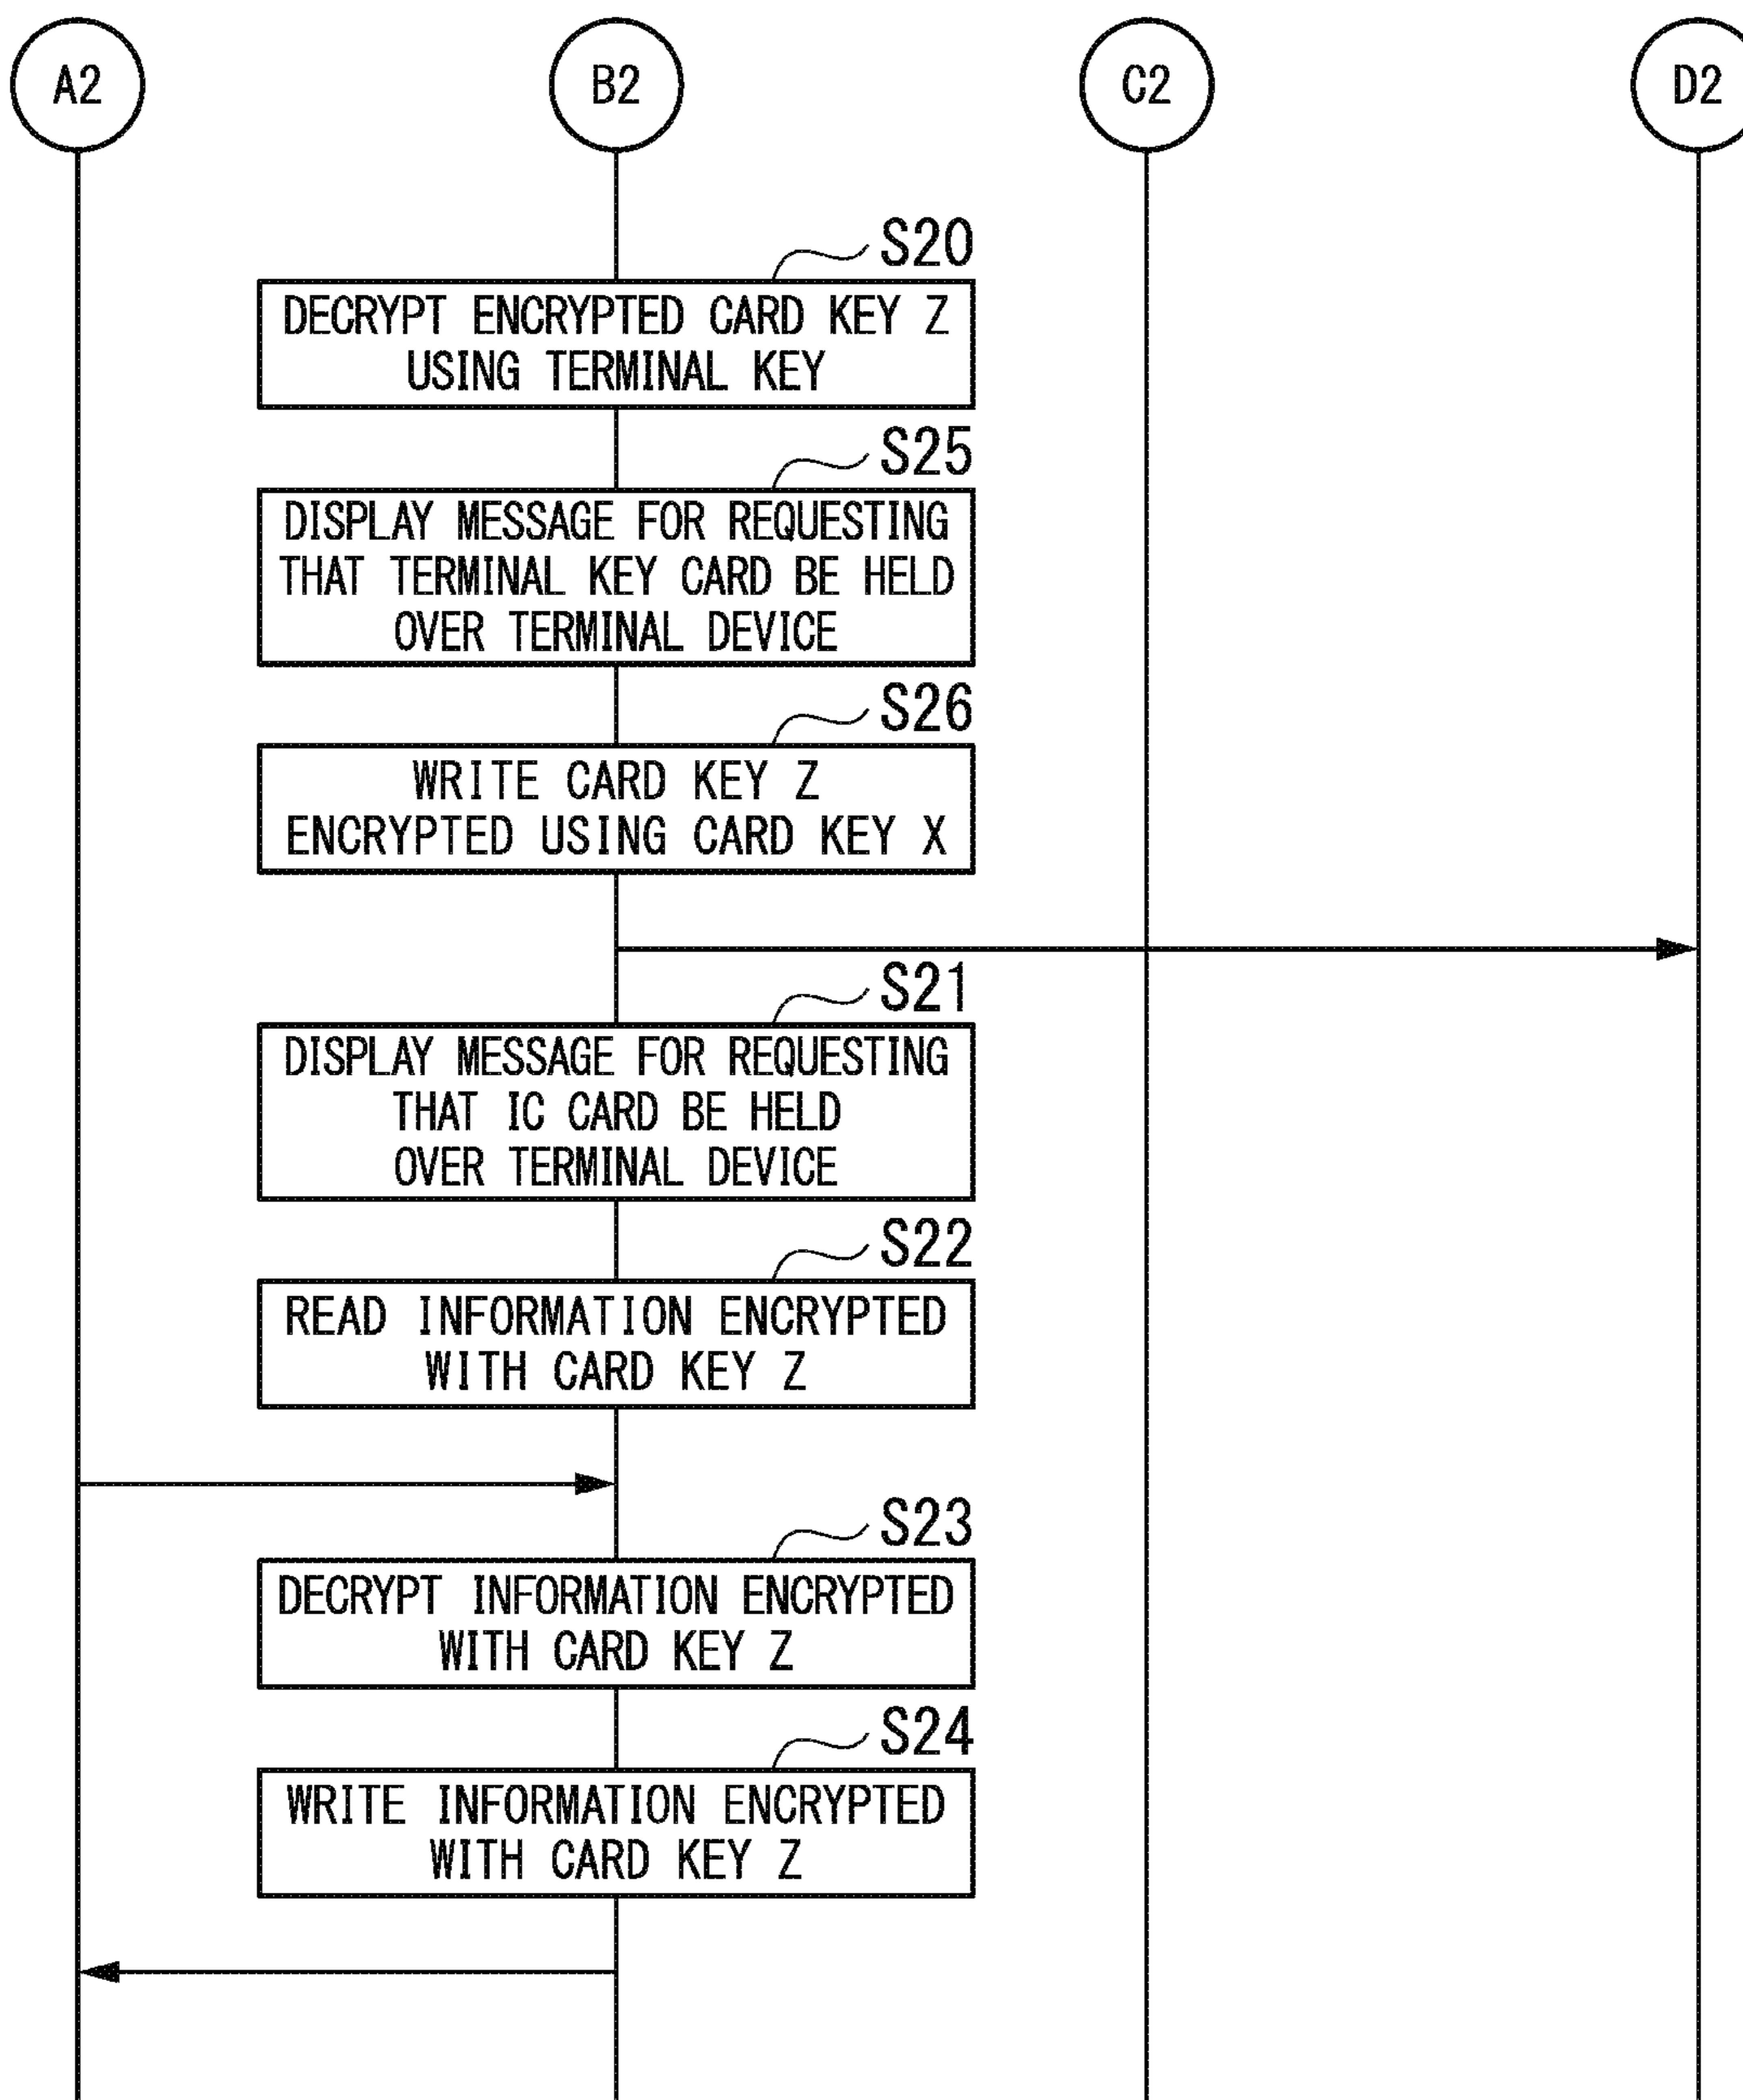 A2
B2
C2
D2
S20
DECRYPT ENCRYPTED CARD KEY Z
USING TERMINAL KEY
S25
DISPLAY MESSAGE FOR REQUESTING
THAT TERMINAL KEY CARD BE HELD
OVER TERMINAL DEVICE
S26
WRITE CARD KEY Z
ENCRYPTED USING CARD KEY X
S21
DISPLAY MESSAGE FOR REQUESTING
THAT IC CARD BE HELD
OVER TERMINAL DEVICE
S22
READ INFORMATION ENCRYPTED
WITH CARD KEY Z
S23
DECRYPT INFORMATION ENCRYPTED
WITH CARD KEY Z
S24
WRITE INFORMATION ENCRYPTED
WITH CARD KEY Z